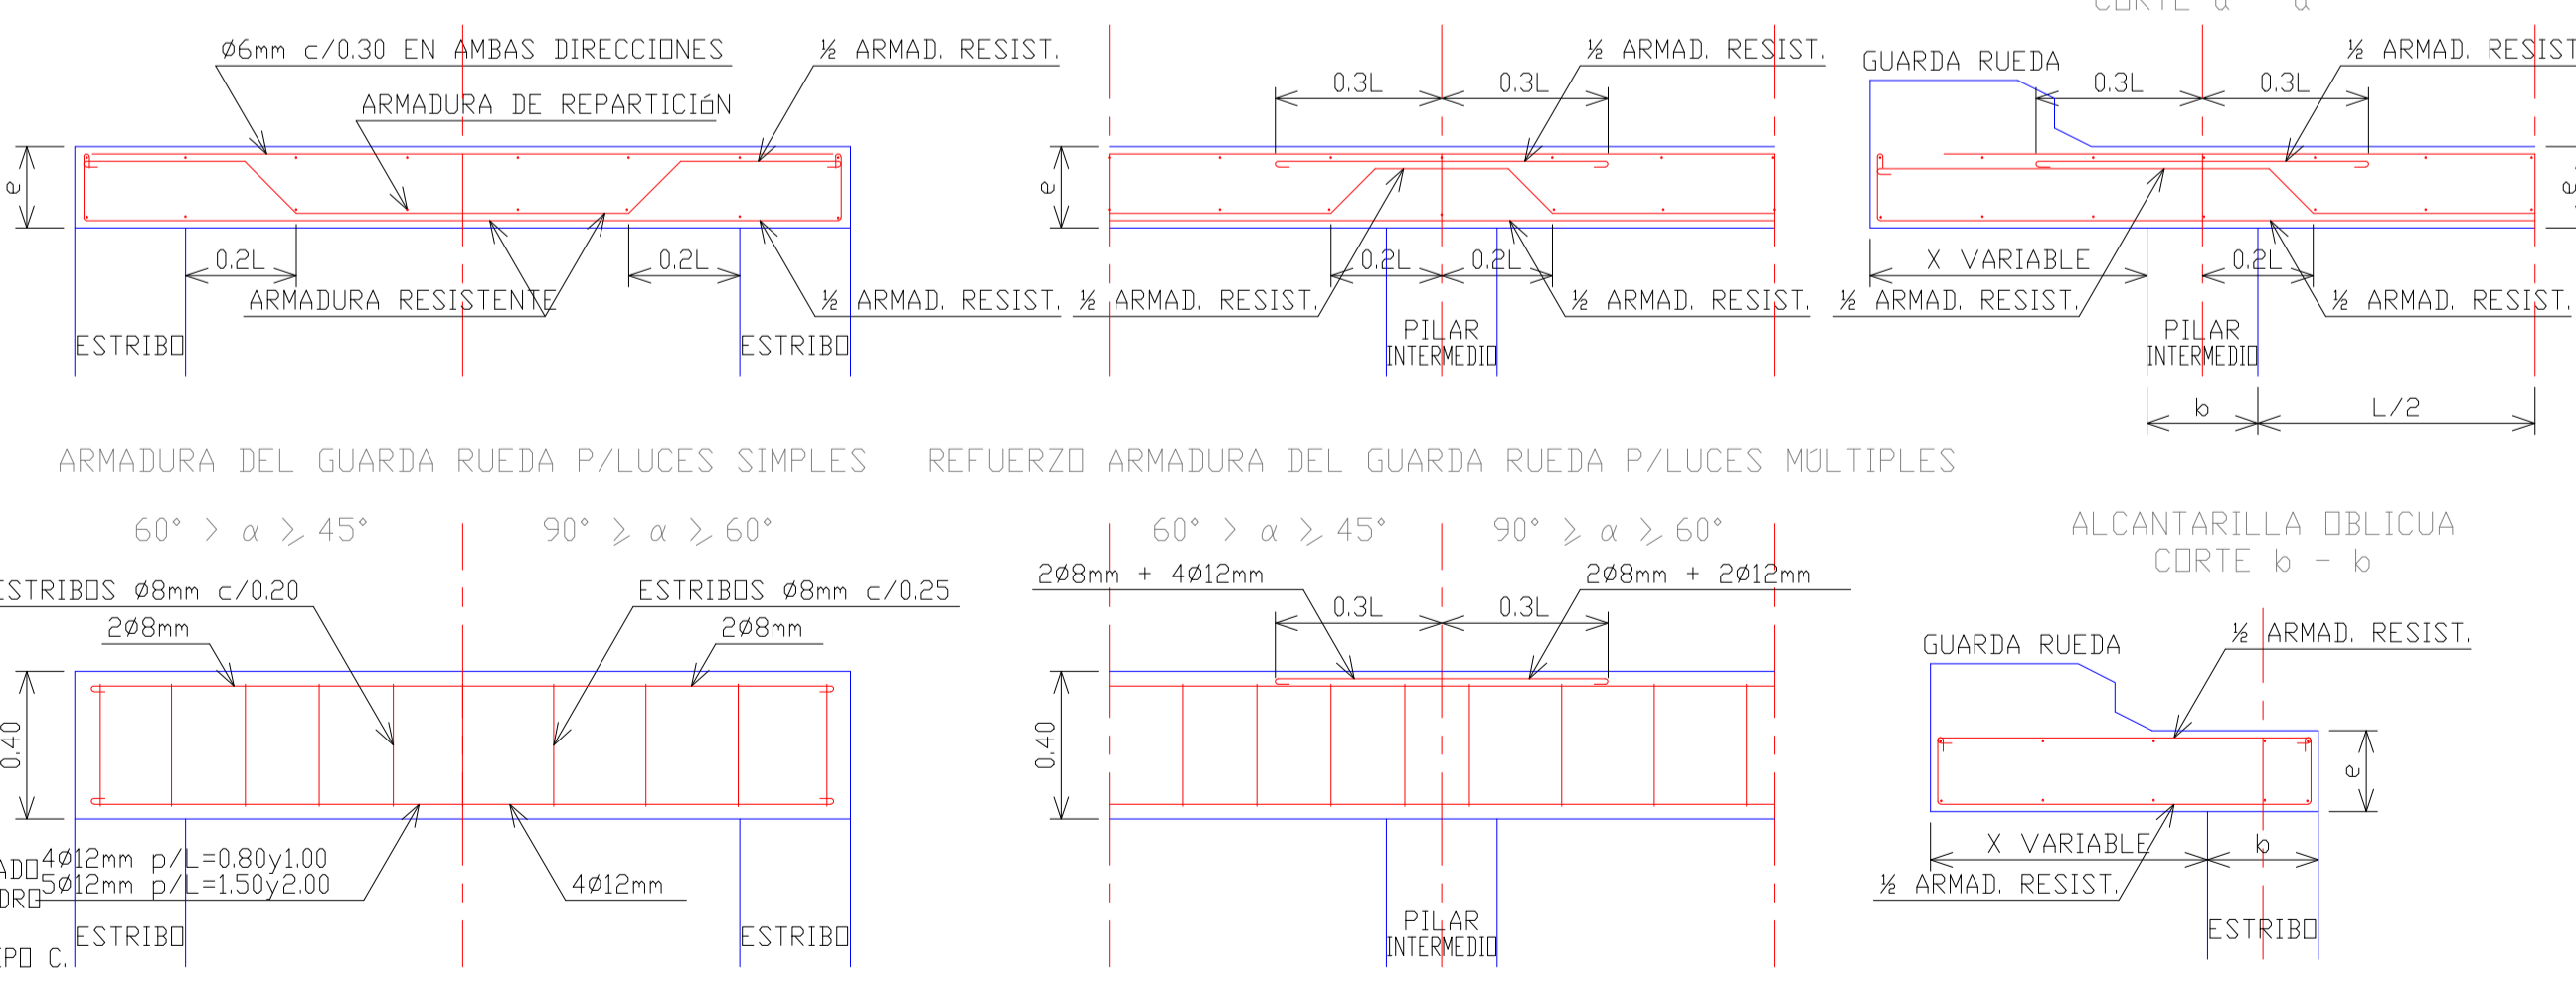 CORTE a - a
Ø6mm c/0.30 EN AMBAS DIRECCIONES
½ ARMAD. RESIST.
ARMADURA DE REPARTICIóN
e
0.2L
0.2L
ARMADURA RESISTENTE
½ ARMAD. RESIST.
ESTRIBO
ESTRIBO
½ ARMAD. RESIST.
0.3L
0.3L
e
0.2L
0.2L
½ ARMAD. RESIST.
½ ARMAD. RESIST.
PILAR
INTERMEDIO
GUARDA RUEDA
½ ARMAD. RESIST
0.3L
0.3L
e
X VARIABLE
0.2L
½ ARMAD. RESIST.
½ ARMAD. RESIST.
PILAR
INTERMEDIO
b
L/2
ARMADURA DEL GUARDA RUEDA P/LUCES SIMPLES
60° > α ≥ 45°
90° ≥ α ≥ 60°
ESTRIBOS Ø8mm c/0.20
ESTRIBOS Ø8mm c/0.25
2Ø8mm
2Ø8mm
0.40
4Ø12mm p/L=0.80y1.00
5Ø12mm p/L=1.50y2.00
4Ø12mm
ESTRIBO
ESTRIBO
REFUERZO ARMADURA DEL GUARDA RUEDA P/LUCES MÚLTIPLES
60° > α ≥ 45°
90° ≥ α ≥ 60°
2Ø8mm + 4Ø12mm
2Ø8mm + 2Ø12mm
0.3L
0.3L
0.40
PILAR
INTERMEDIO
ALCANTARILLA OBLICUA
CORTE b - b
GUARDA RUEDA
½ ARMAD. RESIST.
e
X VARIABLE
b
½ ARMAD. RESIST.
ESTRIBO
C.